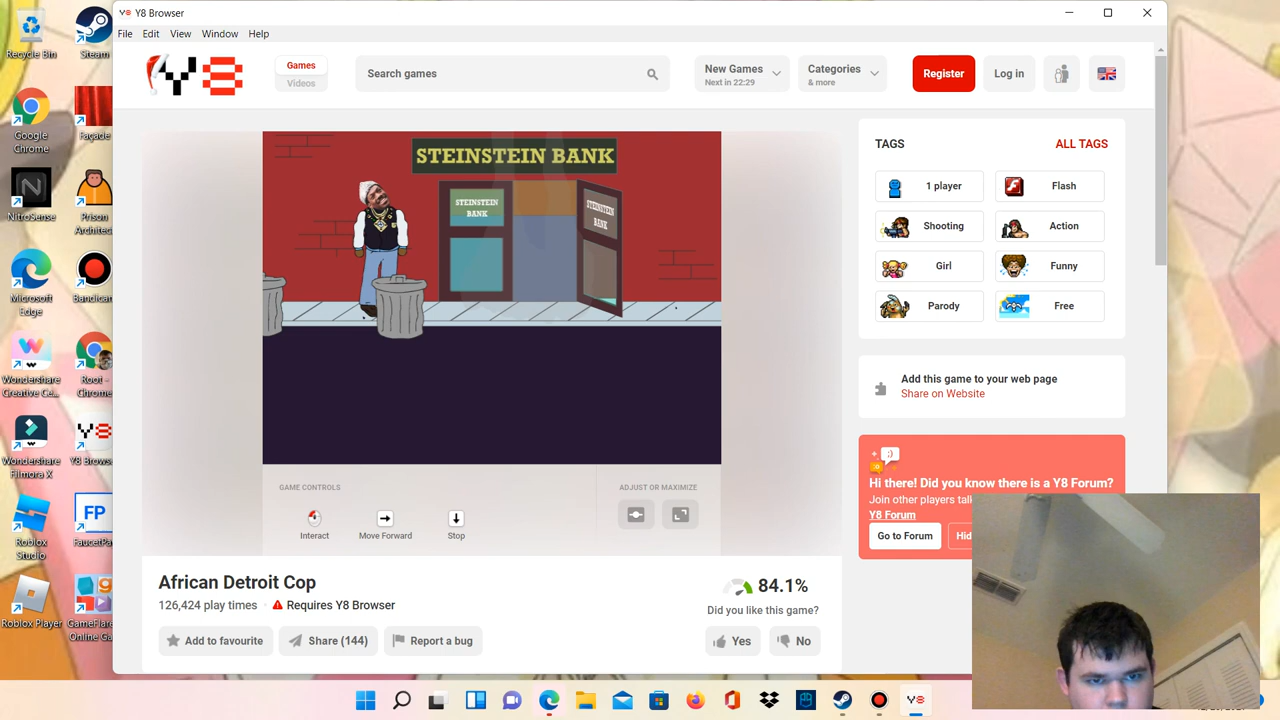 Y8 Browser
File Edit View Window Help
Y8
Games
Videos
Search games
New Games
Next in 22:29
Categories
& more
Register
Log in
STEINSTEIN BANK
STEINSTEIN
BANK
STEINSTEIN
BANK
GAME CONTROLS
Interact
Move Forward
Stop
ADJUST OR MAXIMIZE
African Detroit Cop
126,424 play times · Requires Y8 Browser
84.1%
Did you like this game?
Add to favourite
Share (144)
Report a bug
Yes
No
TAGS
ALL TAGS
1 player
Flash
Shooting
Action
Girl
Funny
Parody
Free
Add this game to your web page
Share on Website
Hi there! Did you know there is a Y8 Forum?
Join other players
Y8 Forum
Go to Forum
Recycle Bin
Steam
Google
Chrome
Façade
NitroSense
Prison
Architec
Microsoft
Edge
Bandicam
Wondershare
Creative Ce...
Root -
Chrome
Wondershare
Filmora X
Y8 Browse
Roblox
Studio
FP
FaucetPa
Roblox Player
GameFlare
Online Ga